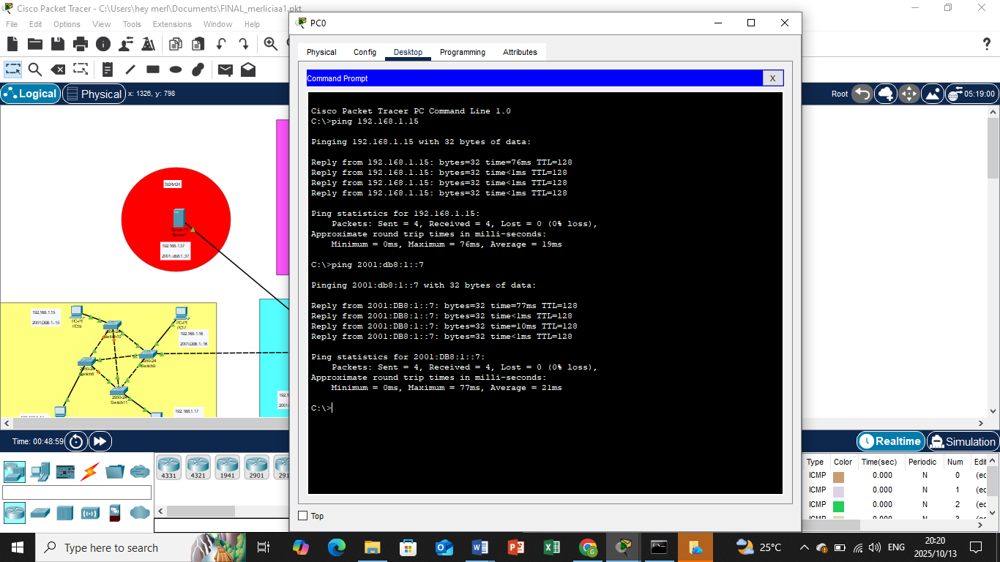 Cisco Packet Tracer - C:\Users\hey merl\Documents\FINAL_merliciaa1.pkt
File Edit Options View Tools Extensions Window Help
Logical Physical x: 1326, y: 798
Root 05:19:00
SERVER
Server1
192.168.1.37
2001:db8:1::37
192.168.1.15
2001:DB8:1::15
PC-PT
PC19
PC-PT
PC17
2950-24
Switch10
192.168.1.16
2001:DB8:1::16
2950-24
Switch9
2950-24
Switch8
2950-24
Switch11
192.168.1.17
PC0
Physical Config Desktop Programming Attributes
Command Prompt X
Cisco Packet Tracer PC Command Line 1.0
C:\>ping 192.168.1.15
Pinging 192.168.1.15 with 32 bytes of data:
Reply from 192.168.1.15: bytes=32 time=76ms TTL=128
Reply from 192.168.1.15: bytes=32 time<1ms TTL=128
Reply from 192.168.1.15: bytes=32 time<1ms TTL=128
Reply from 192.168.1.15: bytes=32 time<1ms TTL=128
Ping statistics for 192.168.1.15:
Packets: Sent = 4, Received = 4, Lost = 0 (0% loss),
Approximate round trip times in milli-seconds:
Minimum = 0ms, Maximum = 76ms, Average = 19ms
C:\>ping 2001:db8:1::7
Pinging 2001:db8:1::7 with 32 bytes of data:
Reply from 2001:DB8:1::7: bytes=32 time=77ms TTL=128
Reply from 2001:DB8:1::7: bytes=32 time<1ms TTL=128
Reply from 2001:DB8:1::7: bytes=32 time=10ms TTL=128
Reply from 2001:DB8:1::7: bytes=32 time<1ms TTL=128
Ping statistics for 2001:DB8:1::7:
Packets: Sent = 4, Received = 4, Lost = 0 (0% loss),
Approximate round trip times in milli-seconds:
Minimum = 0ms, Maximum = 77ms, Average = 21ms
C:\>
Top
Time: 00:48:59
Realtime Simulation
4331 4321 1941 2901
Type Color Time(sec) Periodic Num
ICMP 0.000 N 0
ICMP 0.000 N 1
ICMP 0.000 N 2
Type here to search
25°C
ENG
20:20
2025/10/13